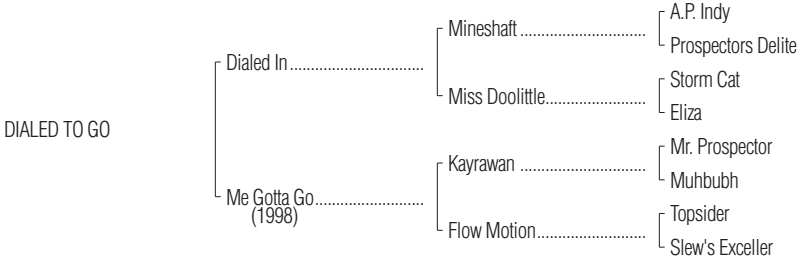 A.P. Indy
Mineshaft
Prospectors Delite
Dialed In
Storm Cat
Miss Doolittle
Eliza
DIALED TO GO
Mr. Prospector
Kayrawan
Muhbubh
Me Gotta Go
(1998)
Topsider
Flow Motion
Slew's Exceller